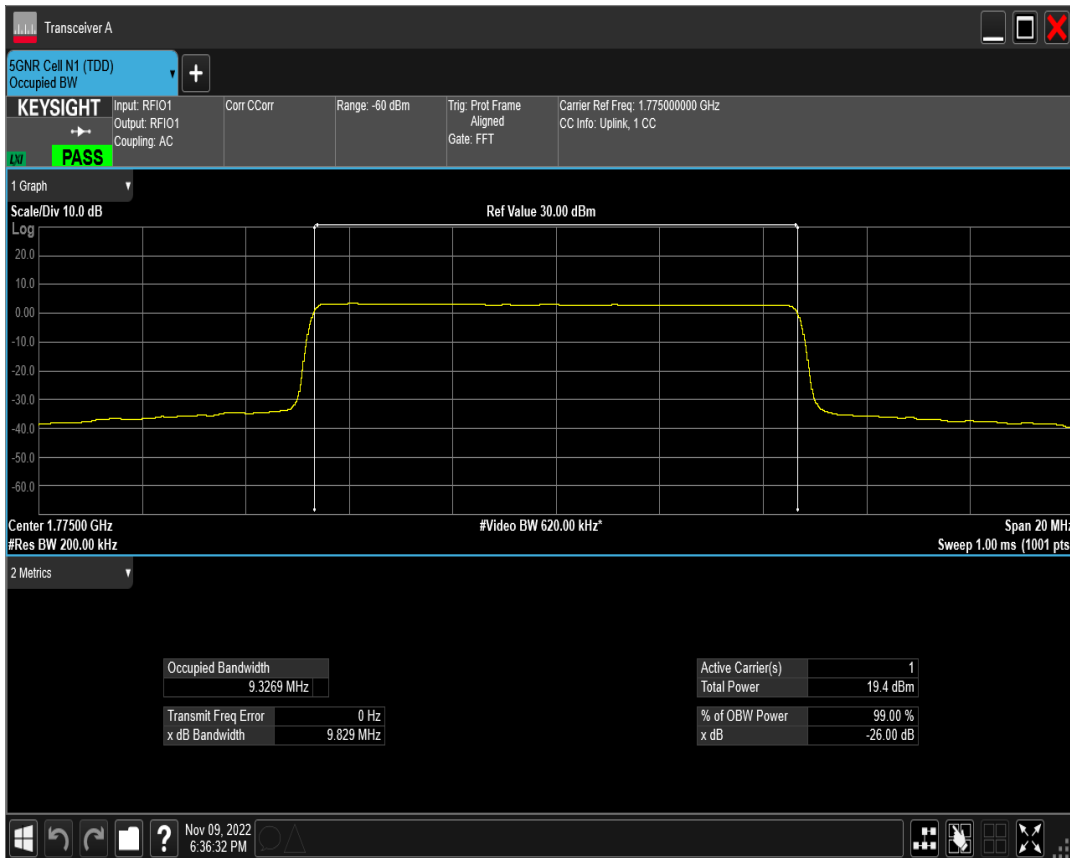 Transceiver A
5GNR Cell N1 (TDD)
Occupied BW
+
KEYSIGHT
LXI
PASS
Input: RFIO1
Output: RFIO1
Coupling: AC
Corr CCorr
Range: -60 dBm
Trig: Prot Frame
Aligned
Gate: FFT
Carrier Ref Freq: 1.775000000 GHz
CC Info: Uplink, 1 CC
1 Graph
Scale/Div 10.0 dB
Ref Value 30.00 dBm
Log
20.0
10.0
0.00
-10.0
-20.0
-30.0
-40.0
-50.0
-60.0
Center 1.77500 GHz
#Video BW 620.00 kHz*
Span 20 MHz
#Res BW 200.00 kHz
Sweep 1.00 ms (1001 pts
2 Metrics
Occupied Bandwidth
9.3269 MHz
Transmit Freq Error 0 Hz
x dB Bandwidth 9.829 MHz
Active Carrier(s) 1
Total Power 19.4 dBm
% of OBW Power 99.00 %
x dB -26.00 dB
?
Nov 09, 2022
6:36:32 PM